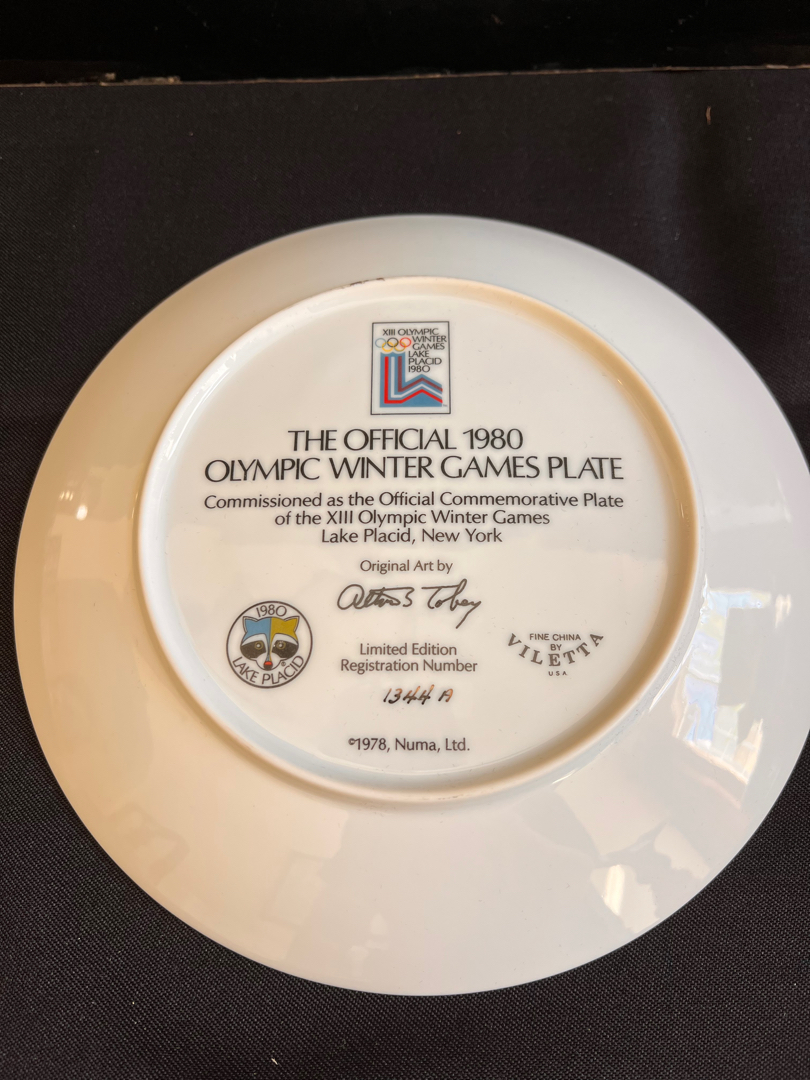 XIII OLYMPIC
WINTER
GAMES
LAKE
PLACID
1980
THE OFFICIAL 1980
OLYMPIC WINTER GAMES PLATE
Commissioned as the Official Commemorative Plate
of the XIII Olympic Winter Games
Lake Placid, New York
Original Art by
Alton S Tobey
1980
LAKE PLACID
®
Limited Edition
Registration Number
1344 A
FINE CHINA
BY
VILETTA
USA
©1978, Numa, Ltd.